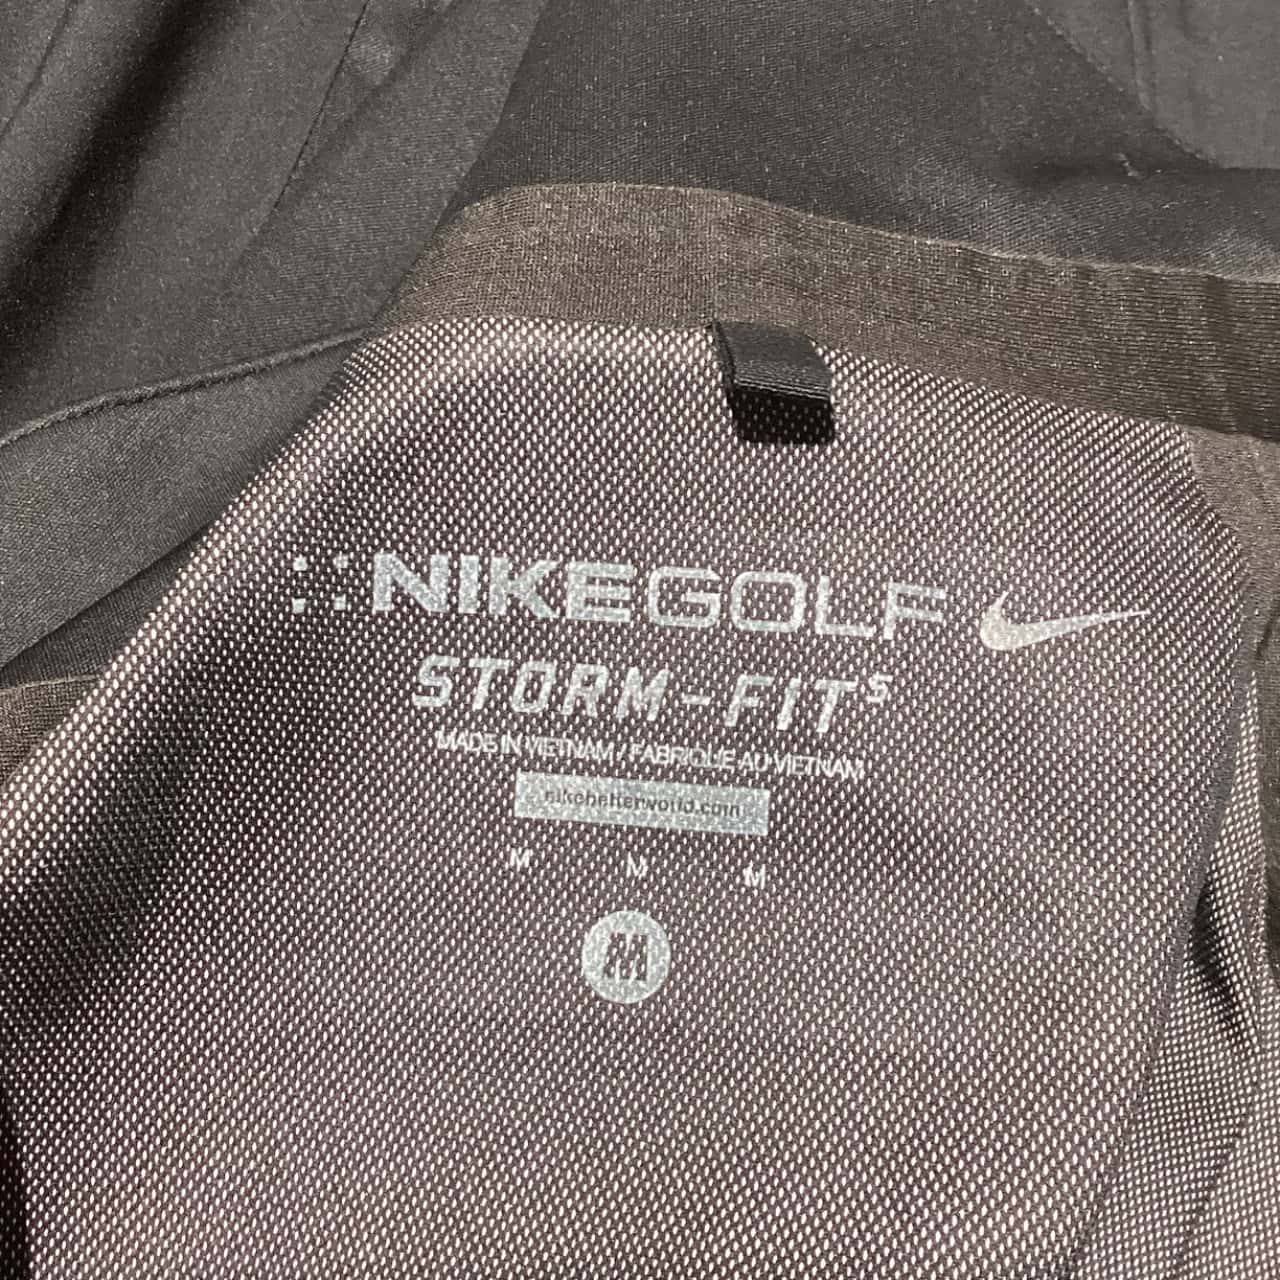 NIKEGOLF
STORM-FIT5
MADE IN VIETNAM / FABRIQUE AU VIETNAM
nikebetterworld.com
M M M
M